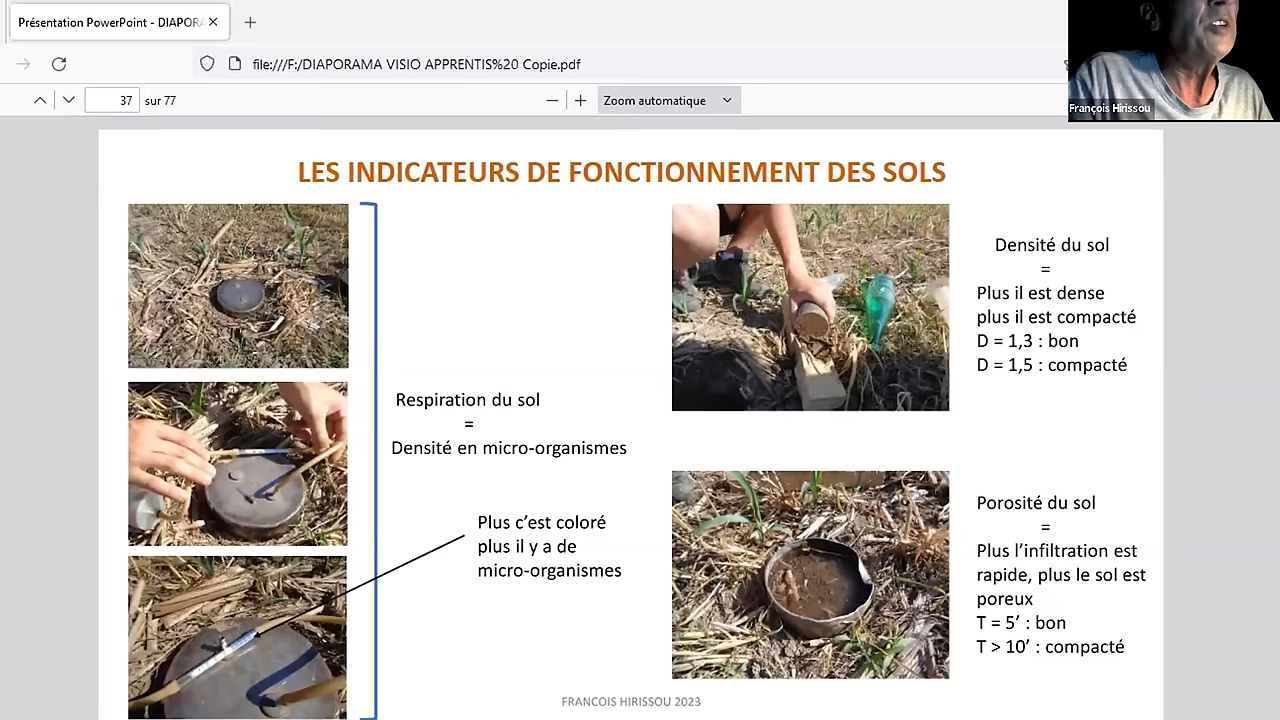 Présentation PowerPoint - DIAPORA
file:///F:/DIAPORAMA VISIO APPRENTIS%20 Copie.pdf
37 sur 77
Zoom automatique
François Hirissou
LES INDICATEURS DE FONCTIONNEMENT DES SOLS
Respiration du sol
=
Densité en micro-organismes
Plus c’est coloré
plus il y a de
micro-organismes
Densité du sol
=
Plus il est dense
plus il est compacté
D = 1,3 : bon
D = 1,5 : compacté
Porosité du sol
=
Plus l’infiltration est
rapide, plus le sol est
poreux
T = 5’ : bon
T > 10’ : compacté
FRANCOIS HIRISSOU 2023